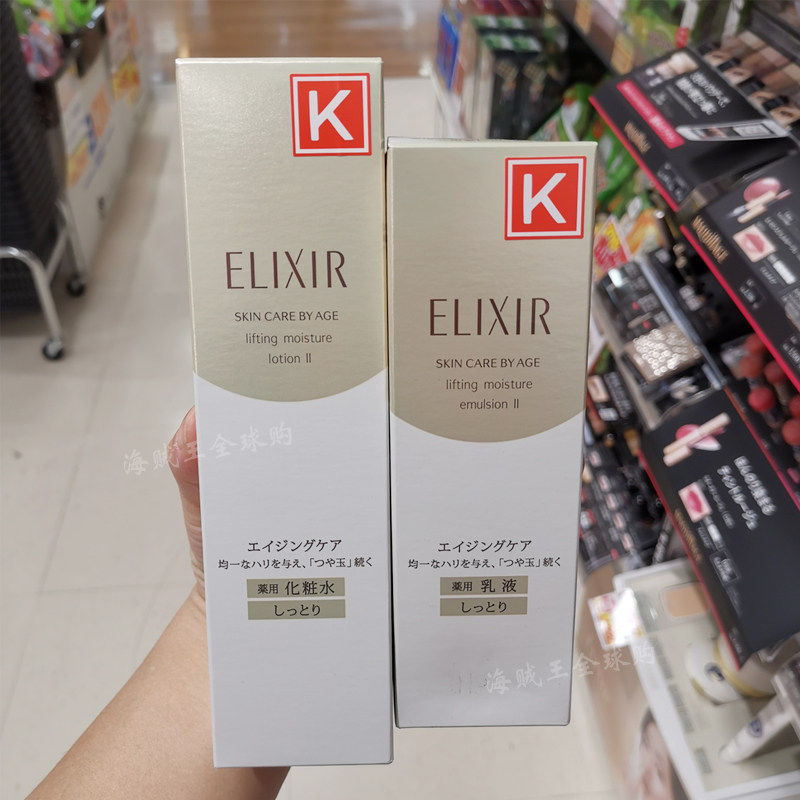 K
ELIXIR
SKIN CARE BY AGE
lifting moisture
lotion II
エイジングケア
均一なハリを与え、「つや玉」続く
薬用 化粧水
しっとり
K
ELIXIR
SKIN CARE BY AGE
lifting moisture
emulsion II
エイジングケア
均一なハリを与え、「つや玉」続く
薬用 乳液
しっとり
海贼王全球购
海贼王全球购